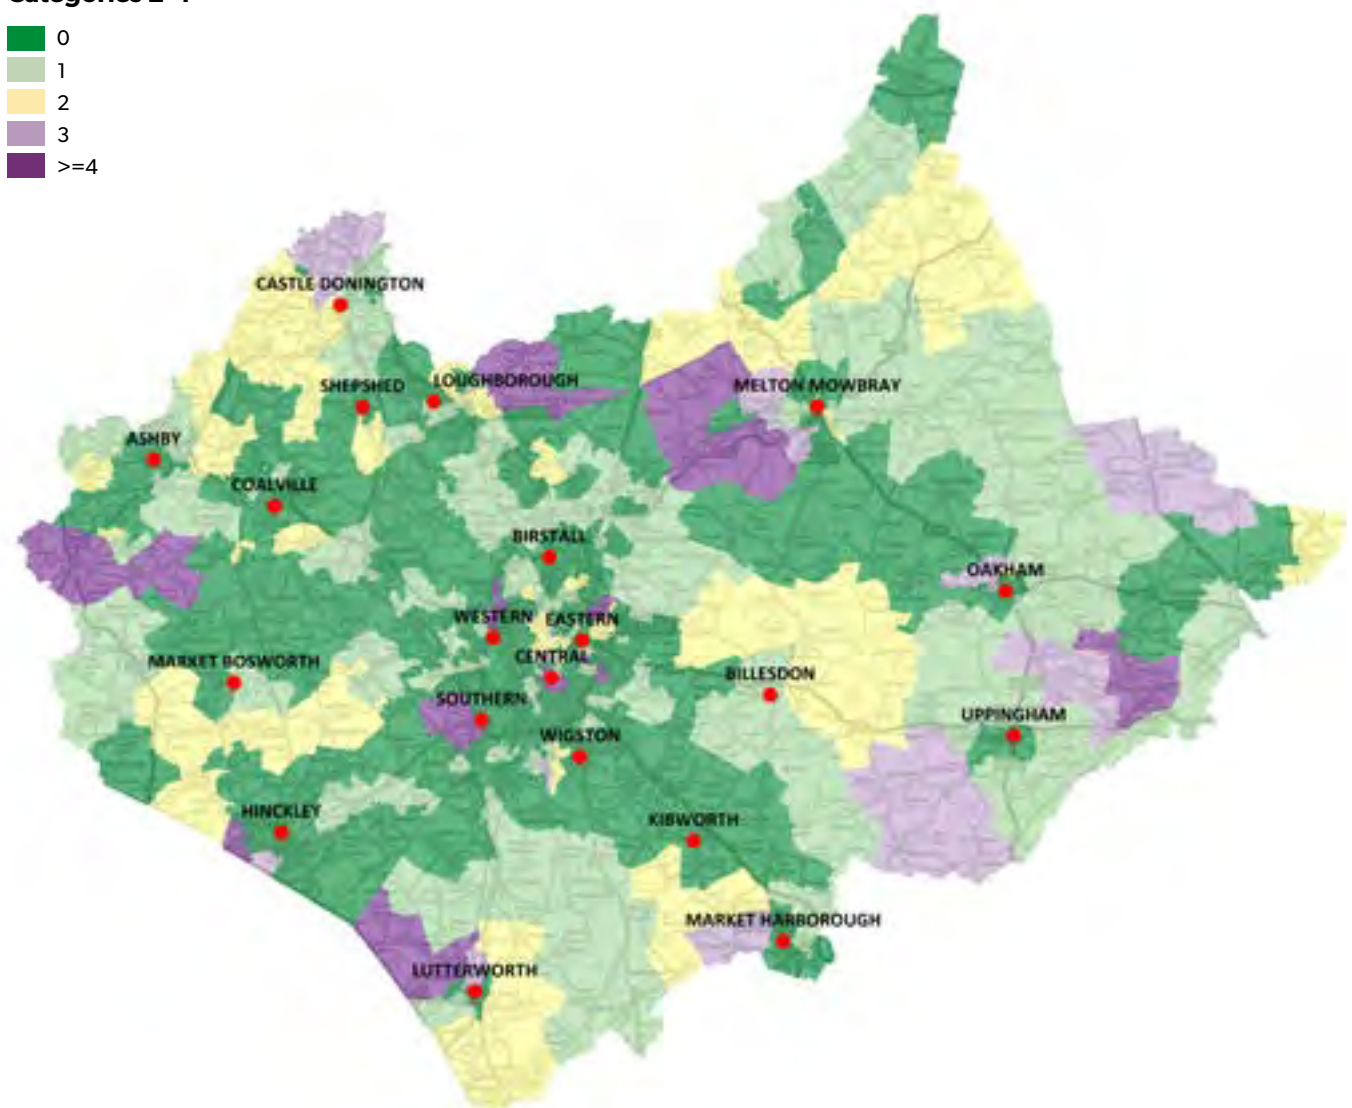 0
1
2
3
>=4
CASTLE DONINGTON
SHEPSHED
LOUGHBOROUGH
MELTON MOWBRAY
ASHBY
COALVILLE
BIRSTALL
OAKHAM
WESTERN
EASTERN
CENTRAL
MARKET BOSWORTH
BILLESDON
SOUTHERN
UPPINGHAM
WIGSTON
HINCKLEY
KIBWORTH
MARKET HARBOROUGH
LUTTERWORTH